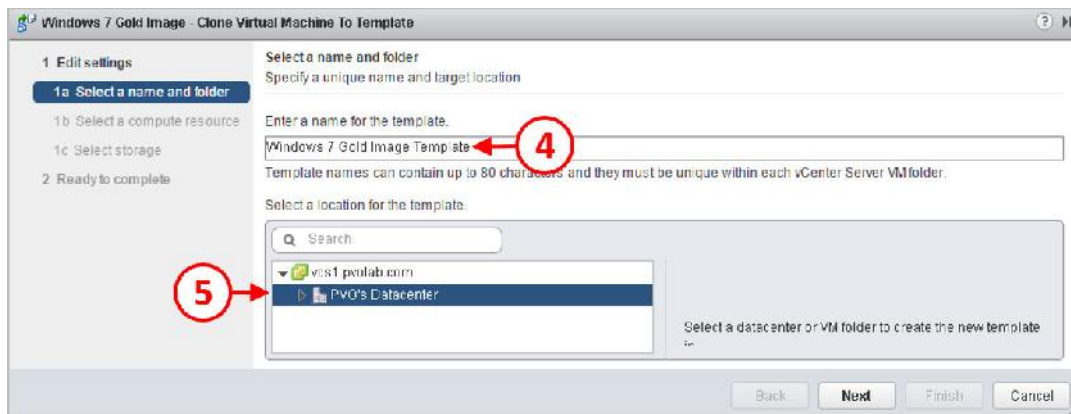 Windows 7 Gold Image - Clone Virtual Machine To Template
?
1 Edit settings
1a Select a name and folder
1b Select a compute resource
1c Select storage
2 Ready to complete
Select a name and folder
Specify a unique name and target location
Enter a name for the template.
Windows 7 Gold Image Template
4
Template names can contain up to 80 characters and they must be unique within each vCenter Server VM folder.
Select a location for the template.
Search
vcs1.pvolab.com
5
PVO's Datacenter
Select a datacenter or VM folder to create the new template
Back Next Finish Cancel